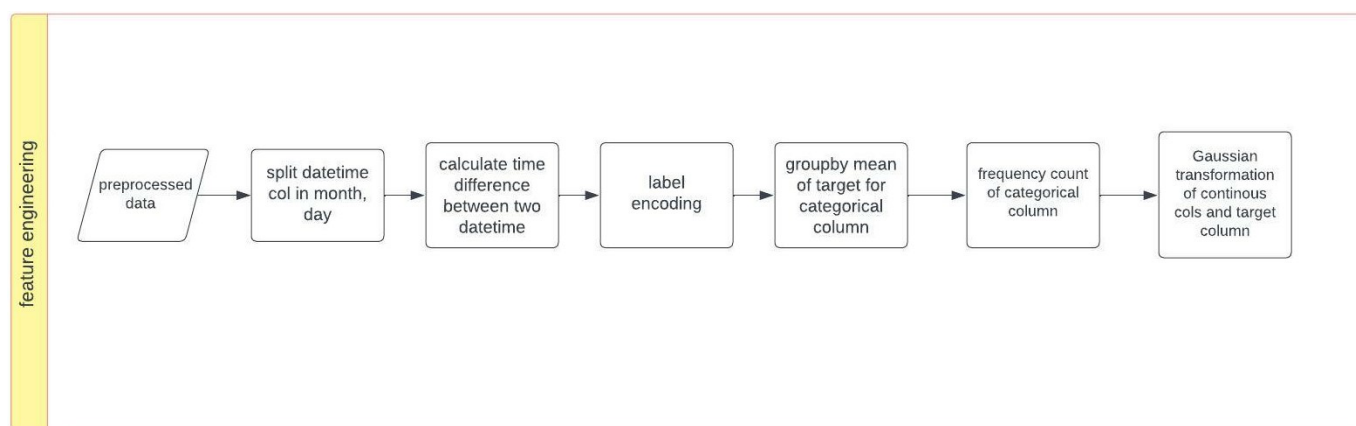 feature engineering
preprocessed
data
split datetime
col in month,
day
calculate time
difference
between two
datetime
label
encoding
groupby mean
of target for
categorical
column
frequency count
of categorical
column
Gaussian
transformation
of continous
cols and target
column